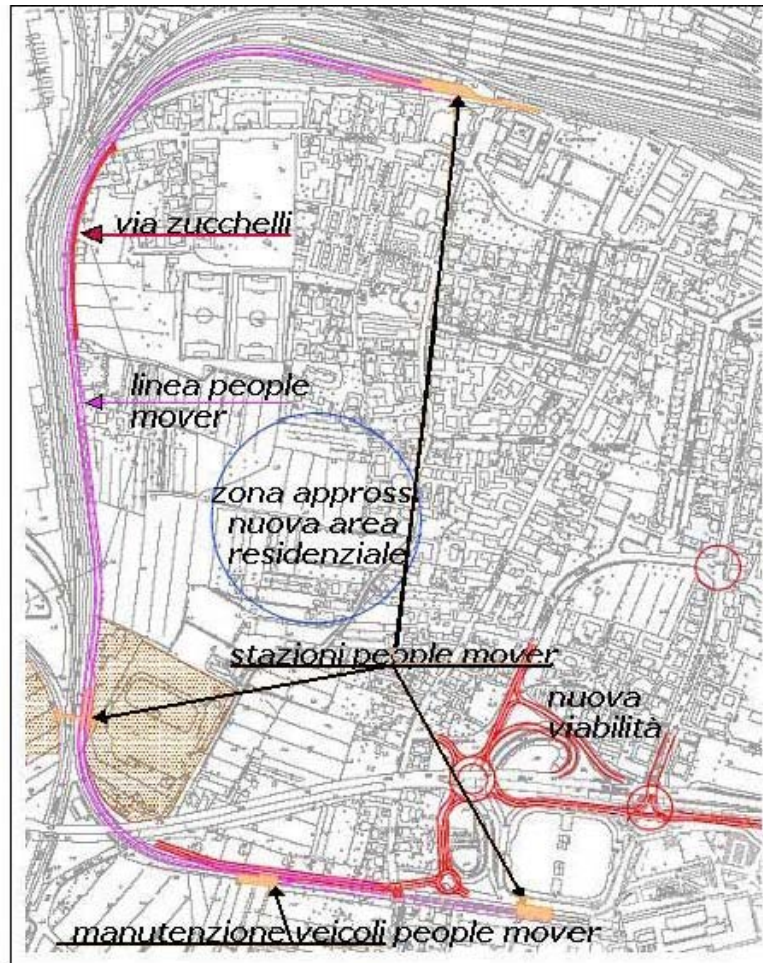 via zucchelli
linea people
mover
zona appross.
nuova area
residenziale
stazioni people mover
nuova
viabilità
manutenzione veicoli people mover